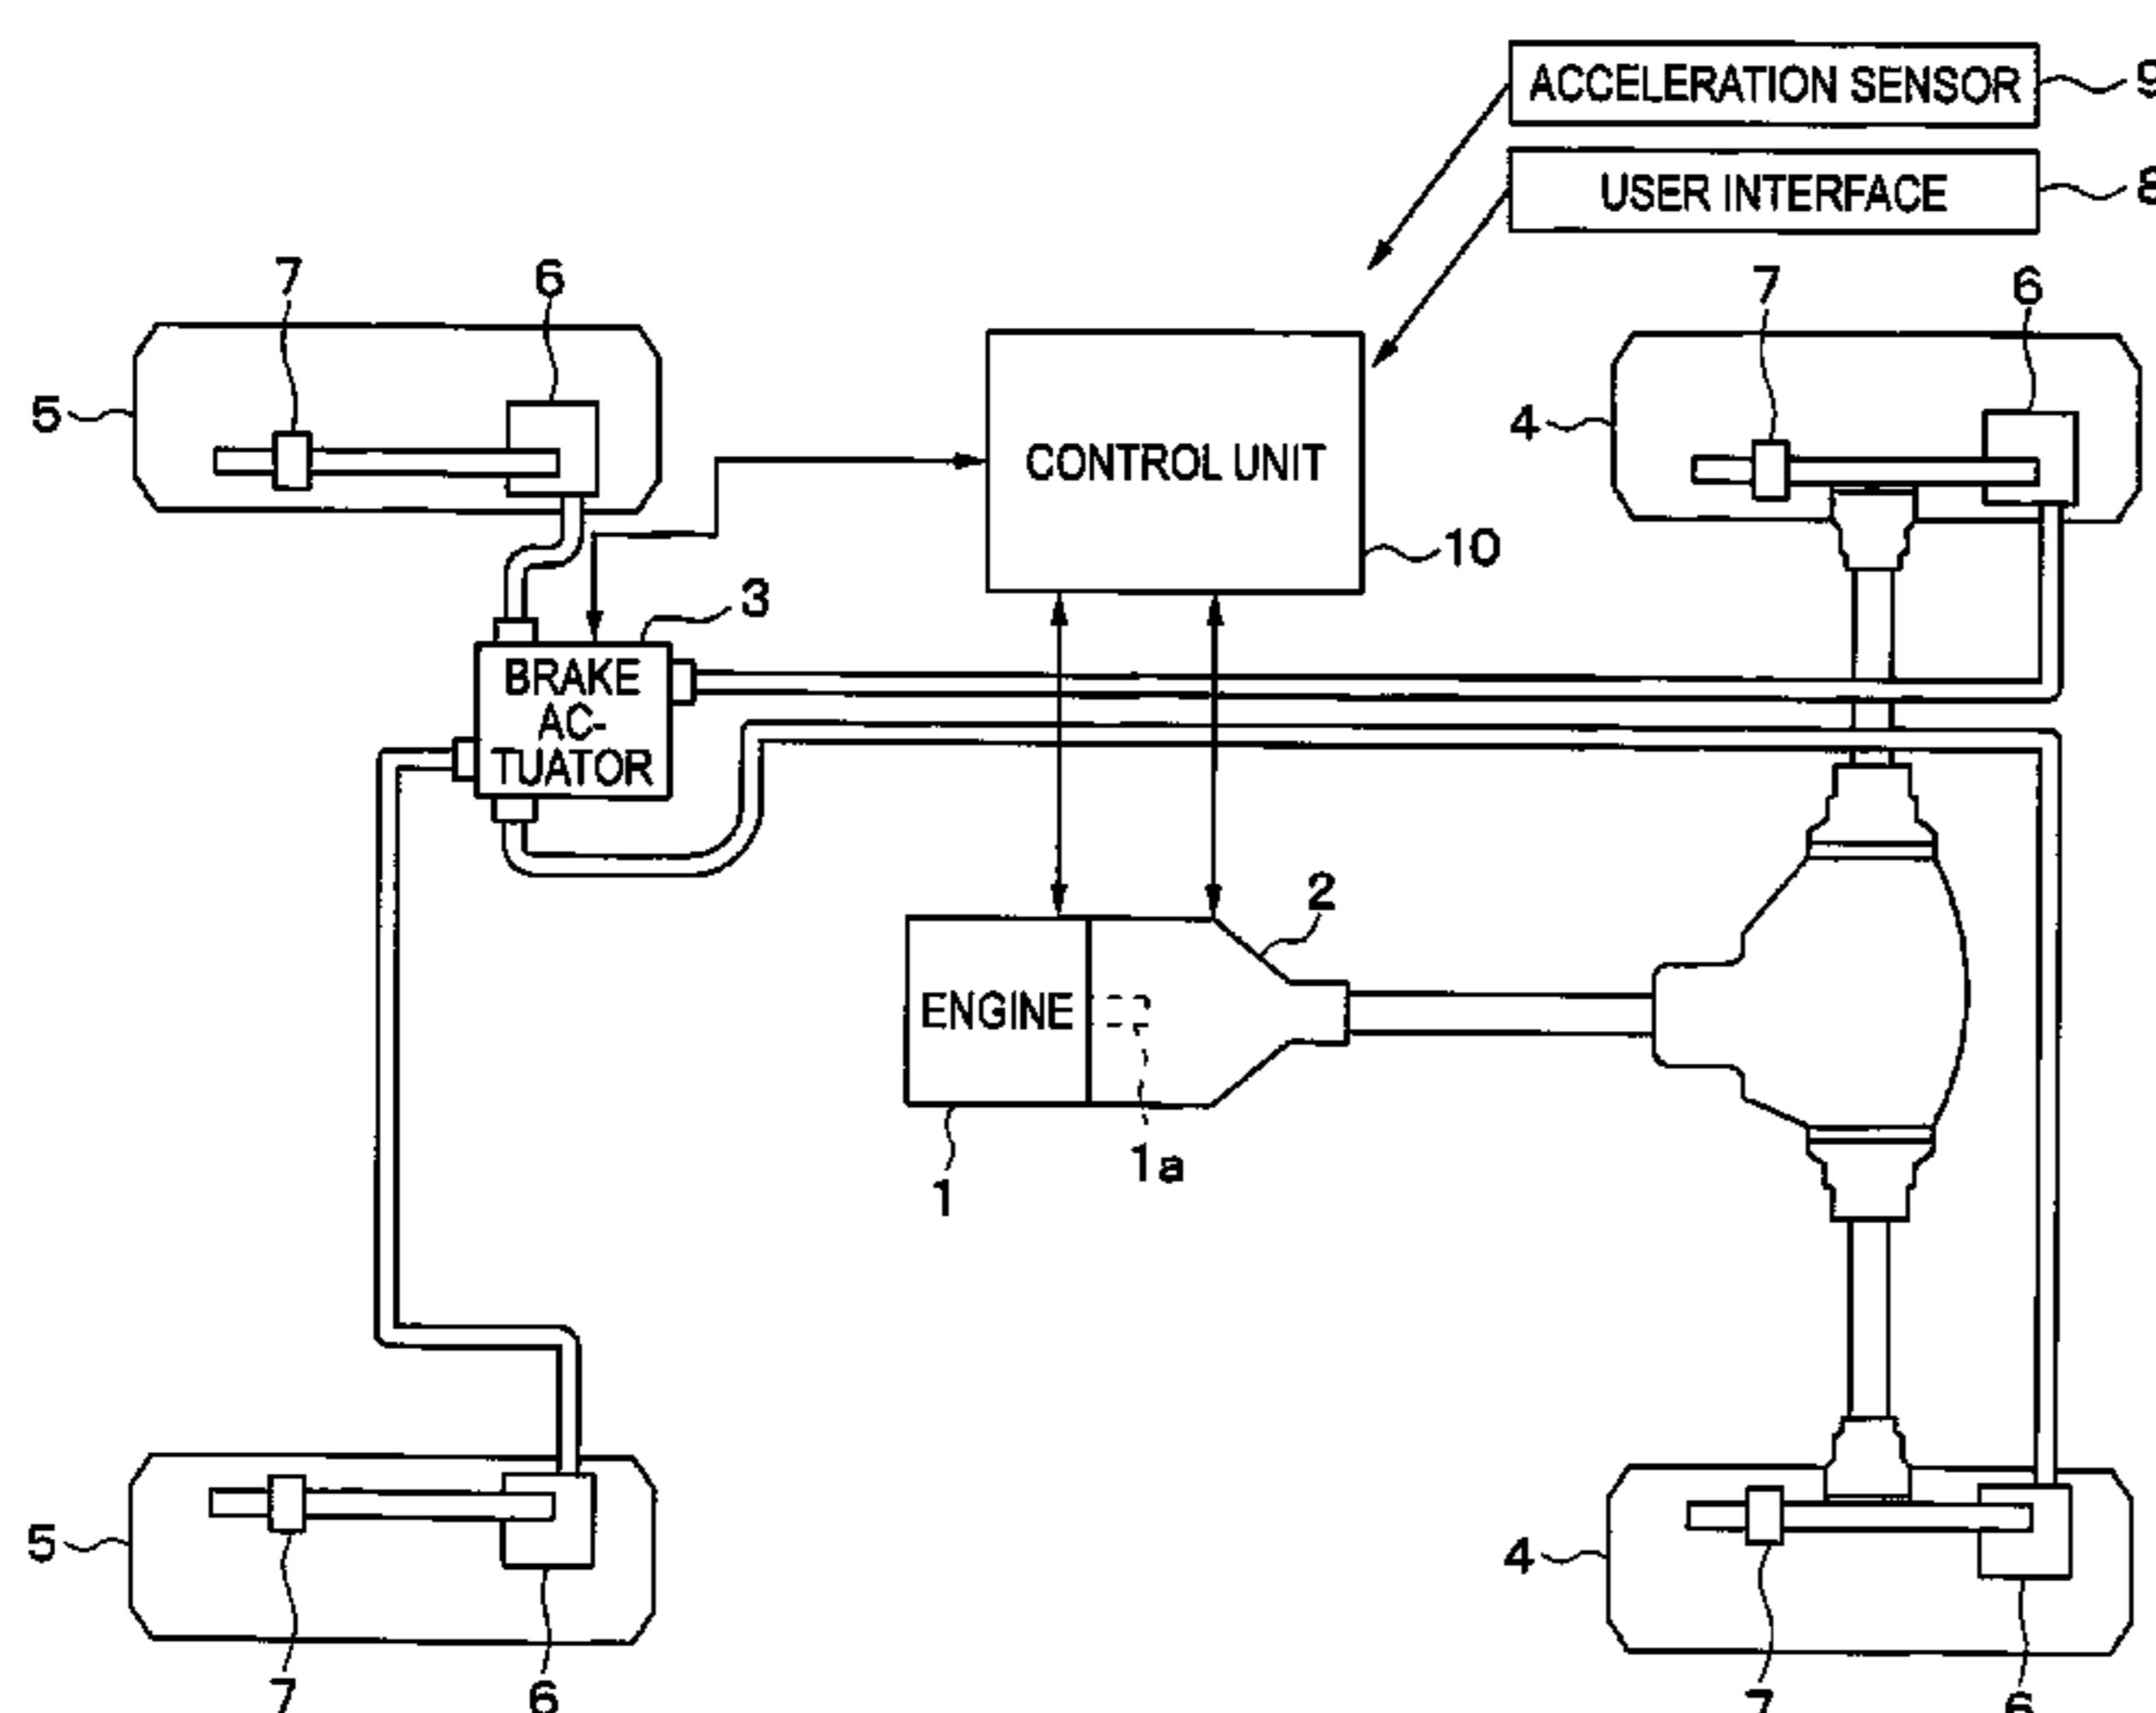 ACCELERATION SENSOR 9
USER INTERFACE 8
7 6 7 6
5 4
CONTROL UNIT
10
3
BRAKE
AC-
TUATOR
2
ENGINE
1a
1
5 4
7 6 7 6